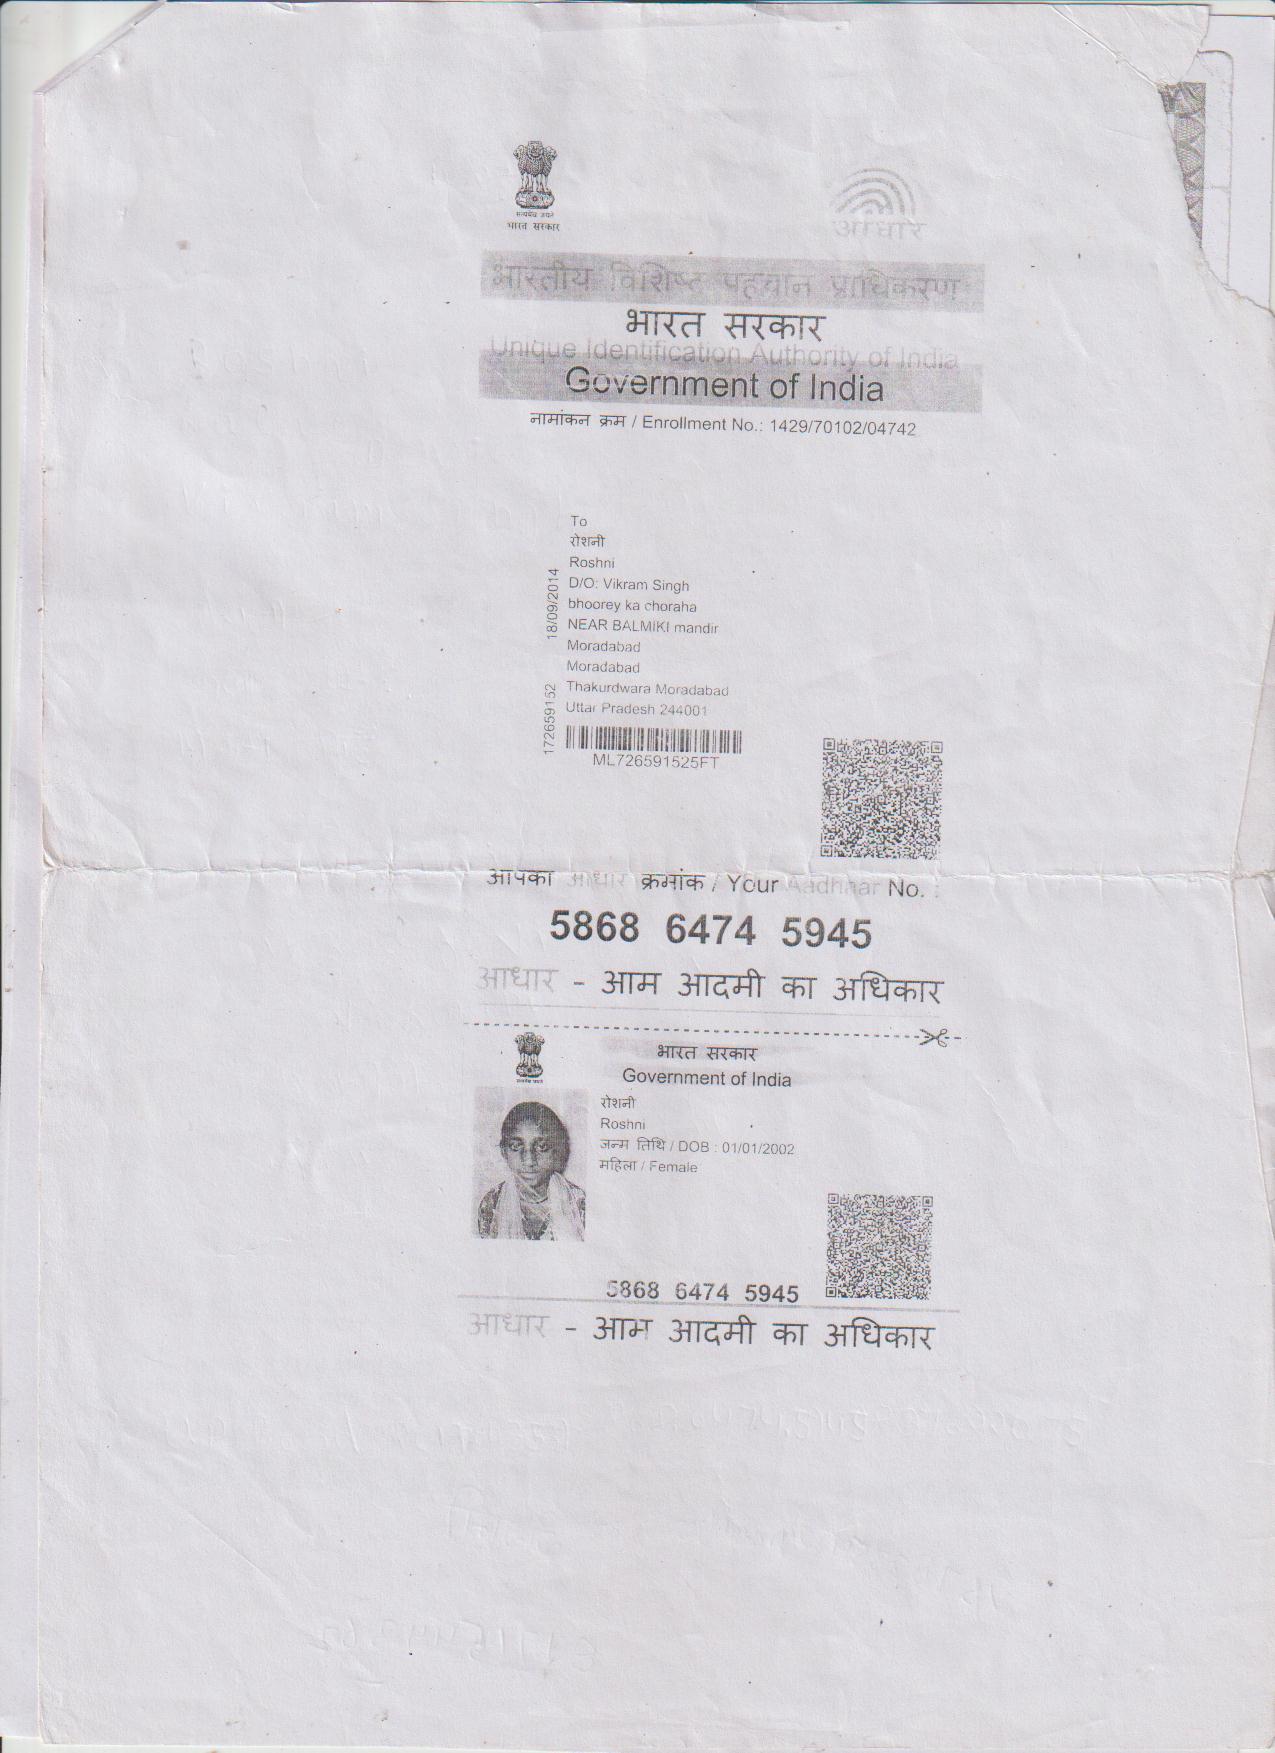 सत्यमेव जयते
भारत सरकार
आधार
भारतीय विशिष्ट पहचान प्राधिकरण
भारत सरकार
Unique Identification Authority of India
Government of India
नामांकन क्रम / Enrollment No.: 1429/70102/04742
To
रोशनी
Roshni
D/O: Vikram Singh
bhoorey ka choraha
NEAR BALMIKI mandir
Moradabad
Moradabad
Thakurdwara Moradabad
Uttar Pradesh 244001
18/09/2014
172659152
ML726591525FT
आपका आधार क्रमांक / Your Aadhaar No. :
5868 6474 5945
आधार - आम आदमी का अधिकार
सत्यमेव जयते
भारत सरकार
Government of India
रोशनी
Roshni
जन्म तिथि / DOB : 01/01/2002
महिला / Female
5868 6474 5945
आधार - आम आदमी का अधिकार